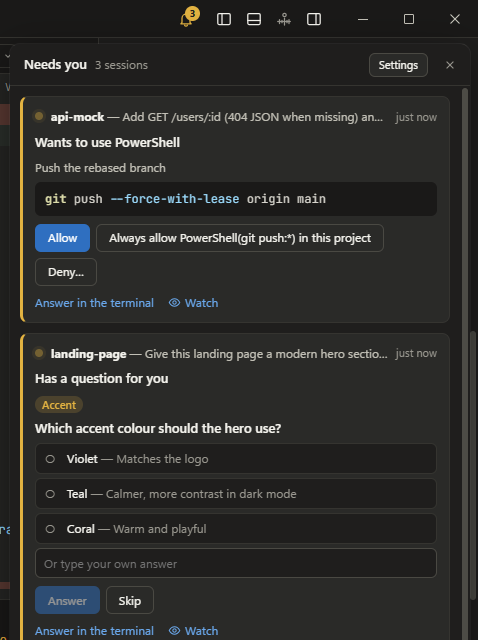 3
Needs you 3 sessions Settings
api-mock — Add GET /users/:id (404 JSON when missing) an... just now
Wants to use PowerShell
Push the rebased branch
git push --force-with-lease origin main
Allow Always allow PowerShell(git push:*) in this project
Deny...
Answer in the terminal Watch
landing-page — Give this landing page a modern hero sectio... just now
Has a question for you
Accent
Which accent colour should the hero use?
Violet — Matches the logo
Teal — Calmer, more contrast in dark mode
Coral — Warm and playful
Or type your own answer
Answer Skip
Answer in the terminal Watch